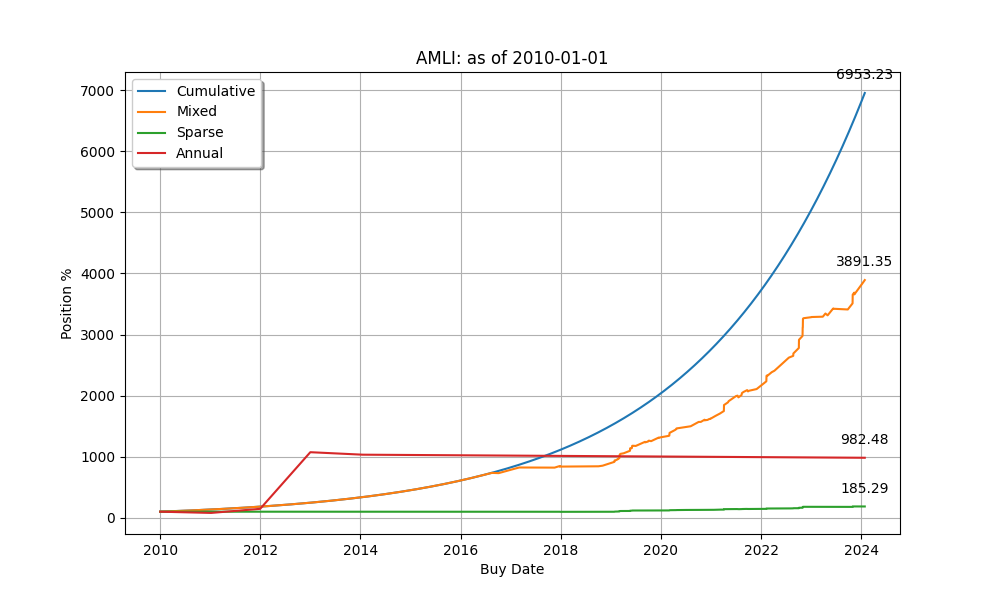 AMLI: as of 2010-01-01
6953.23
7000
Cumulative
Mixed
Sparse
Annual
6000
5000
4000
3891.35
3000
2000
1000
982.48
185.29
0
Position %
2010 2012 2014 2016 2018 2020 2022 2024
Buy Date